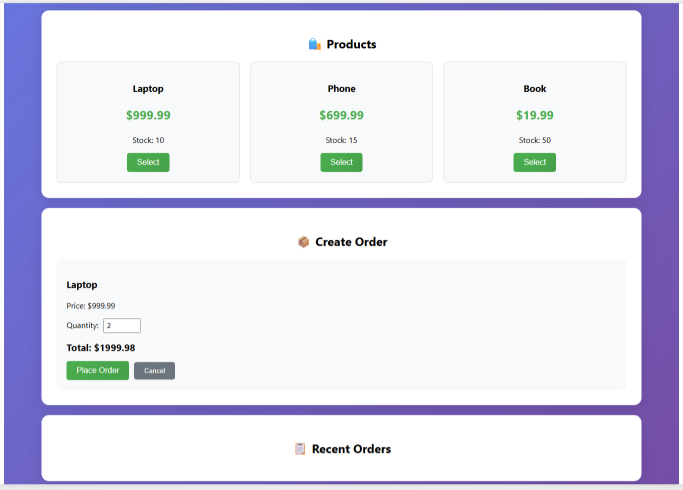 Products
Laptop
$999.99
Stock: 10
Select
Phone
$699.99
Stock: 15
Select
Book
$19.99
Stock: 50
Select
Create Order
Laptop
Price: $999.99
Quantity: 2
Total: $1999.98
Place Order Cancel
Recent Orders